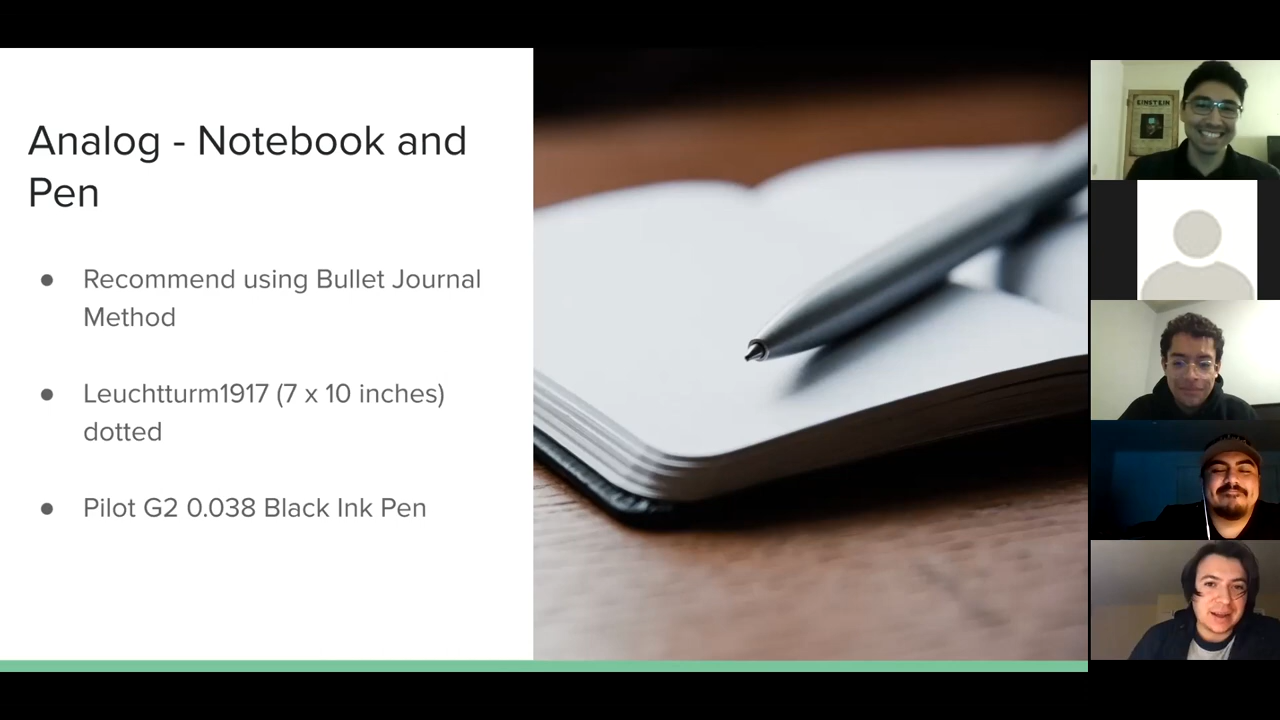 Analog - Notebook and
Pen
● Recommend using Bullet Journal
Method
● Leuchtturm1917 (7 x 10 inches)
dotted
● Pilot G2 0.038 Black Ink Pen
EINSTEIN